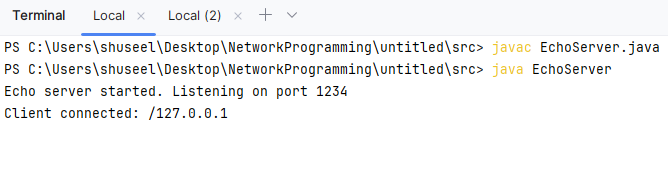 Terminal Local × Local (2) ×
PS C:\Users\shuseel\Desktop\NetworkProgramming\untitled\src> javac EchoServer.java
PS C:\Users\shuseel\Desktop\NetworkProgramming\untitled\src> java EchoServer
Echo server started. Listening on port 1234
Client connected: /127.0.0.1